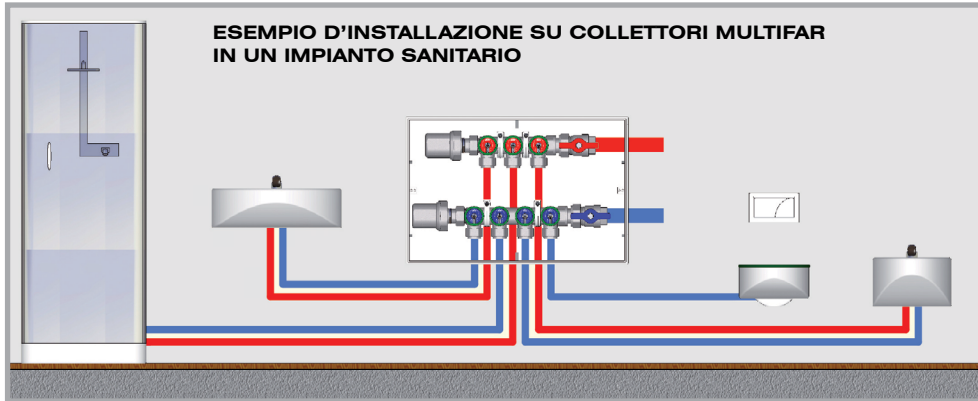 ESEMPIO D'INSTALLAZIONE SU COLLETTORI MULTIFAR
IN UN IMPIANTO SANITARIO